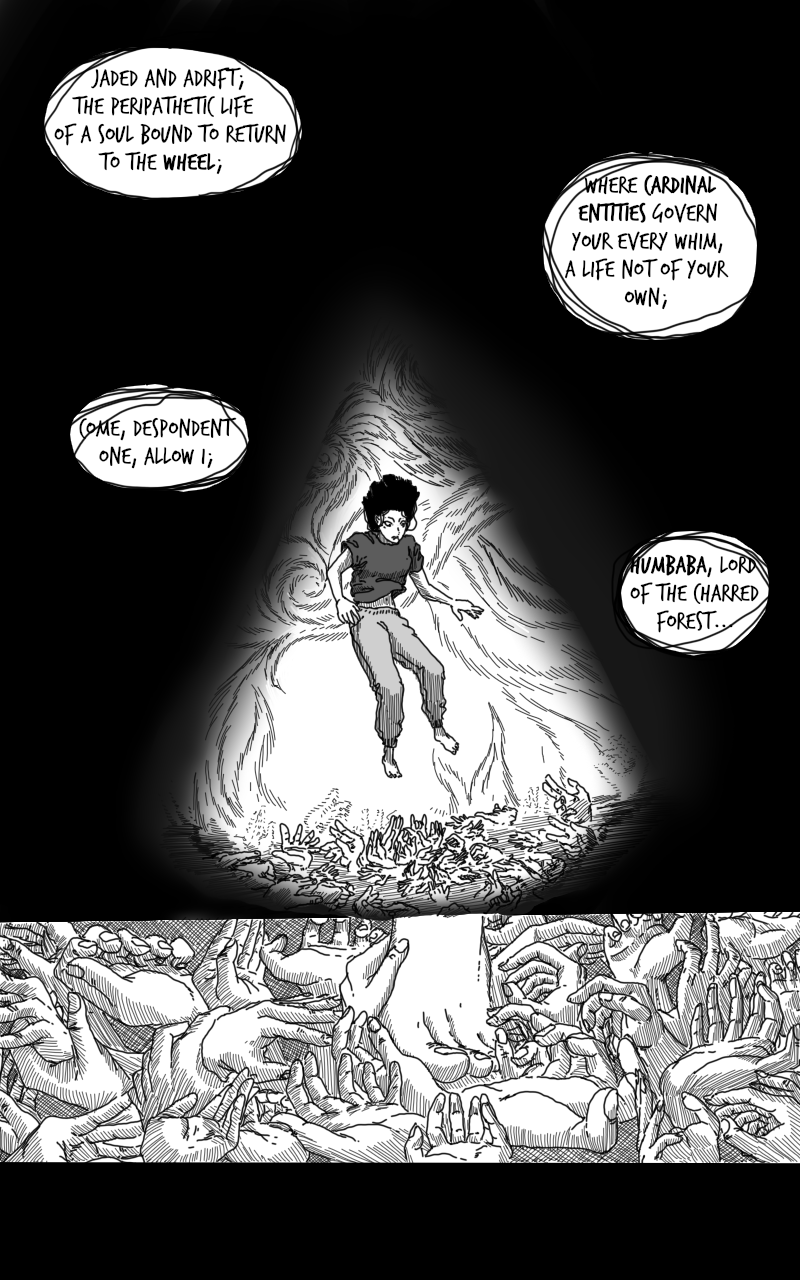 JADED AND ADRIFT;
THE PERIPATHETIC LIFE
OF A SOUL BOUND TO RETURN
TO THE WHEEL;
WHERE CARDINAL
ENTITIES GOVERN
YOUR EVERY WHIM,
A LIFE NOT OF YOUR
OWN;
COME, DESPONDENT
ONE, ALLOW I;
HUMBABA, LORD
OF THE CHARRED
FOREST...